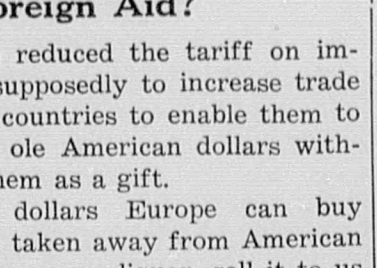 oreign Aid?
reduced the tariff on im-
supposedly to increase trade
countries to enable them to
ole American dollars with-
hem as a gift.
dollars Europe can buy
taken away from American